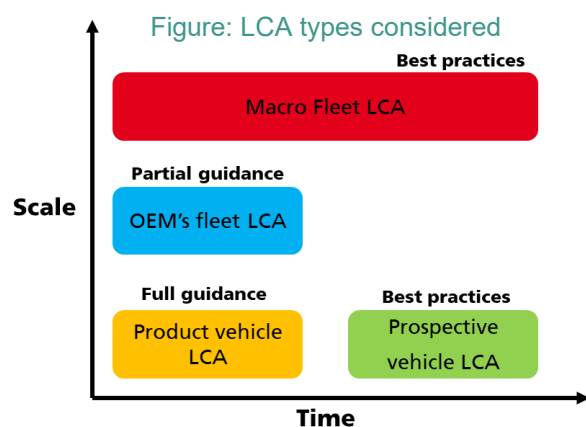 Figure: LCA types considered
Best practices
Macro Fleet LCA
Partial guidance
Scale
OEM's fleet LCA
Full guidance
Best practices
Product vehicle
LCA
Prospective
vehicle LCA
Time